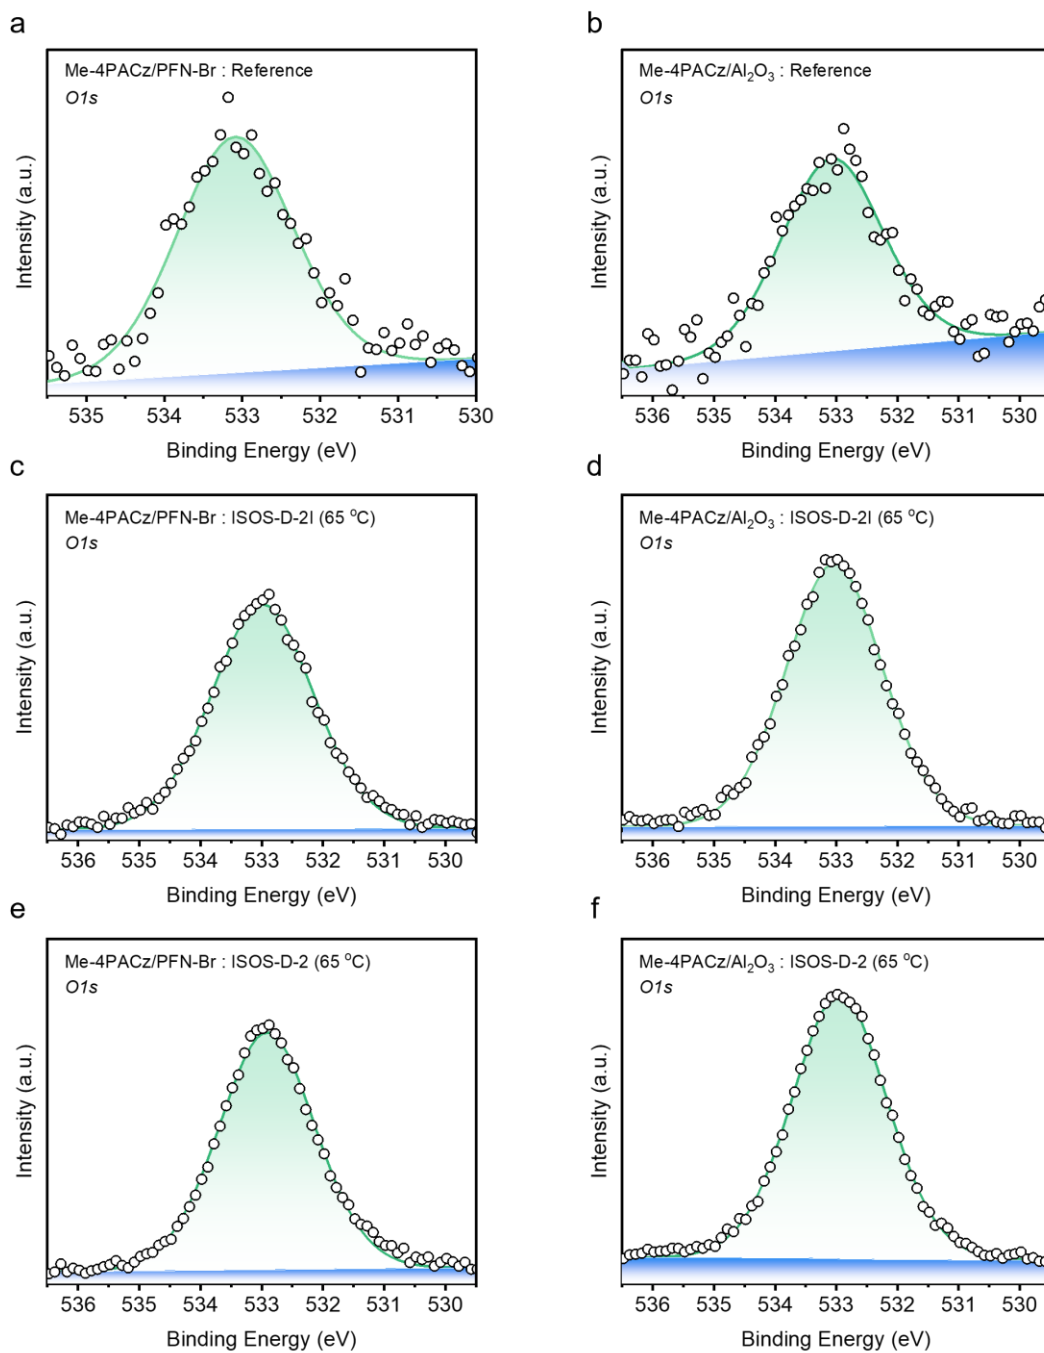 a
Me-4PACz/PFN-Br : Reference
O1s
Intensity (a.u.)
535 534 533 532 531 530
Binding Energy (eV)
b
Me-4PACz/Al₂O₃ : Reference
O1s
Intensity (a.u.)
536 535 534 533 532 531 530
Binding Energy (eV)
c
Me-4PACz/PFN-Br : ISOS-D-2I (65 °C)
O1s
Intensity (a.u.)
536 535 534 533 532 531 530
Binding Energy (eV)
d
Me-4PACz/Al₂O₃ : ISOS-D-2I (65 °C)
O1s
Intensity (a.u.)
536 535 534 533 532 531 530
Binding Energy (eV)
e
Me-4PACz/PFN-Br : ISOS-D-2 (65 °C)
O1s
Intensity (a.u.)
536 535 534 533 532 531 530
Binding Energy (eV)
f
Me-4PACz/Al₂O₃ : ISOS-D-2 (65 °C)
O1s
Intensity (a.u.)
536 535 534 533 532 531 530
Binding Energy (eV)